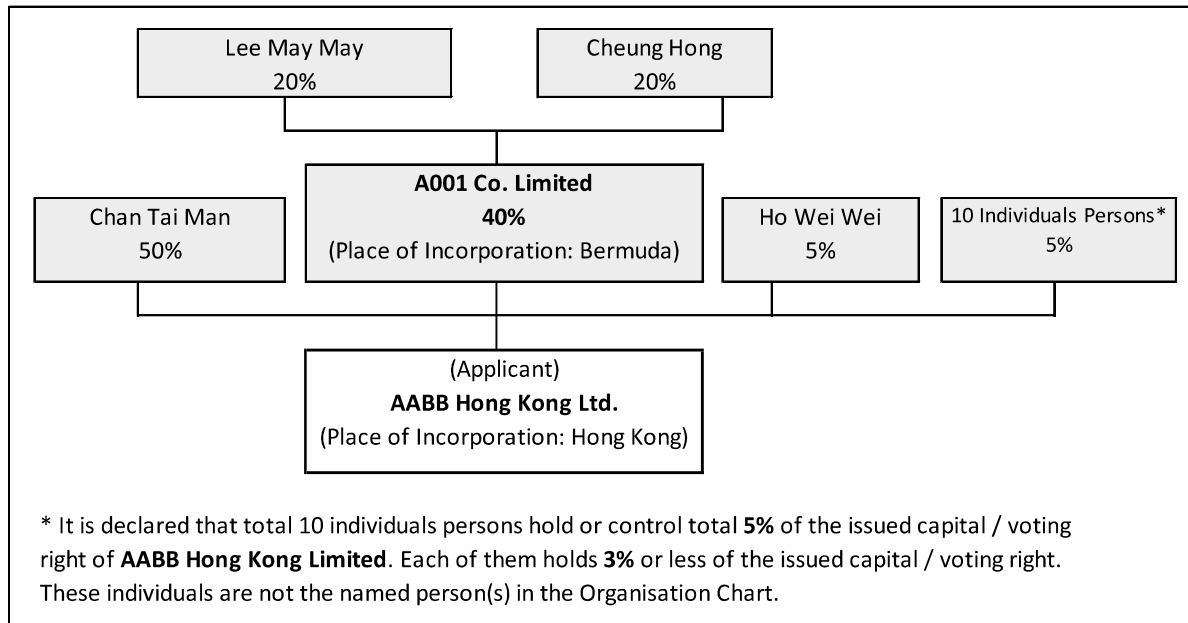 Lee May May
20%
Cheung Hong
20%
A001 Co. Limited
40%
(Place of Incorporation: Bermuda)
Chan Tai Man
50%
Ho Wei Wei
5%
10 Individuals Persons*
5%
(Applicant)
AABB Hong Kong Ltd.
(Place of Incorporation: Hong Kong)
* It is declared that total 10 individuals persons hold or control total 5% of the issued capital / voting
right of AABB Hong Kong Limited. Each of them holds 3% or less of the issued capital / voting right.
These individuals are not the named person(s) in the Organisation Chart.